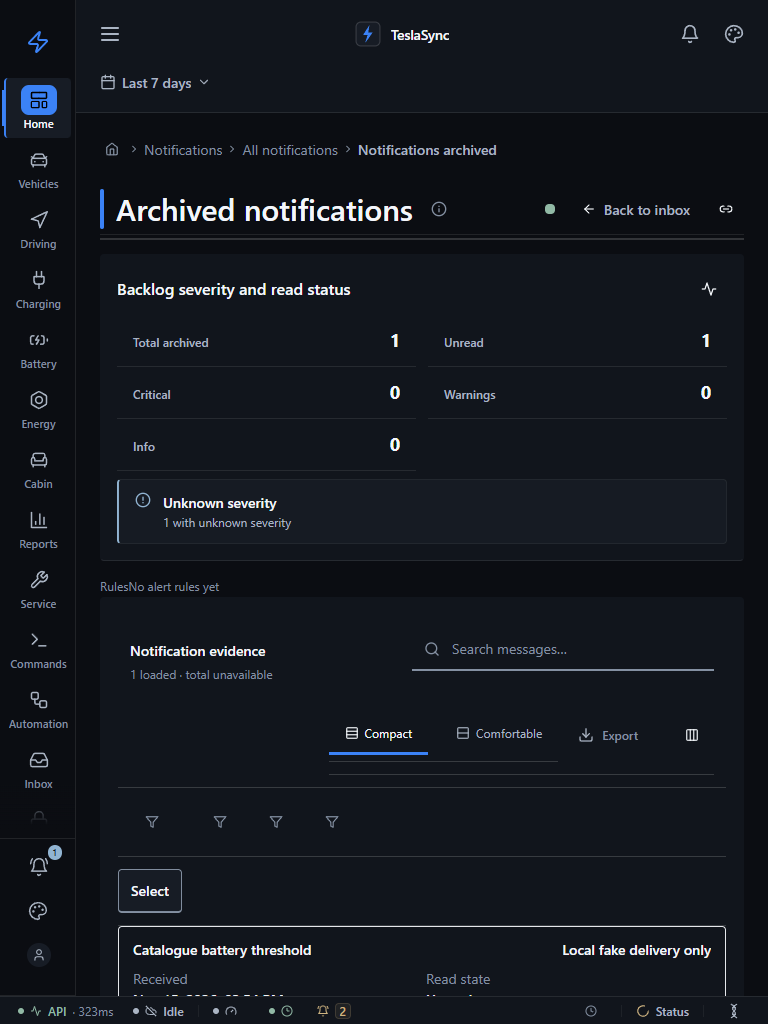 TeslaSync
Last 7 days
Home
Vehicles
Driving
Charging
Battery
Energy
Cabin
Reports
Service
Commands
Automation
Inbox
1
Notifications > All notifications > Notifications archived
Archived notifications
Back to inbox
Backlog severity and read status
Total archived 1
Unread 1
Critical 0
Warnings 0
Info 0
Unknown severity
1 with unknown severity
RulesNo alert rules yet
Notification evidence
1 loaded · total unavailable
Search messages...
Compact
Comfortable
Export
Select
Catalogue battery threshold
Local fake delivery only
Received
Read state
API · 323ms
Idle
2
Status